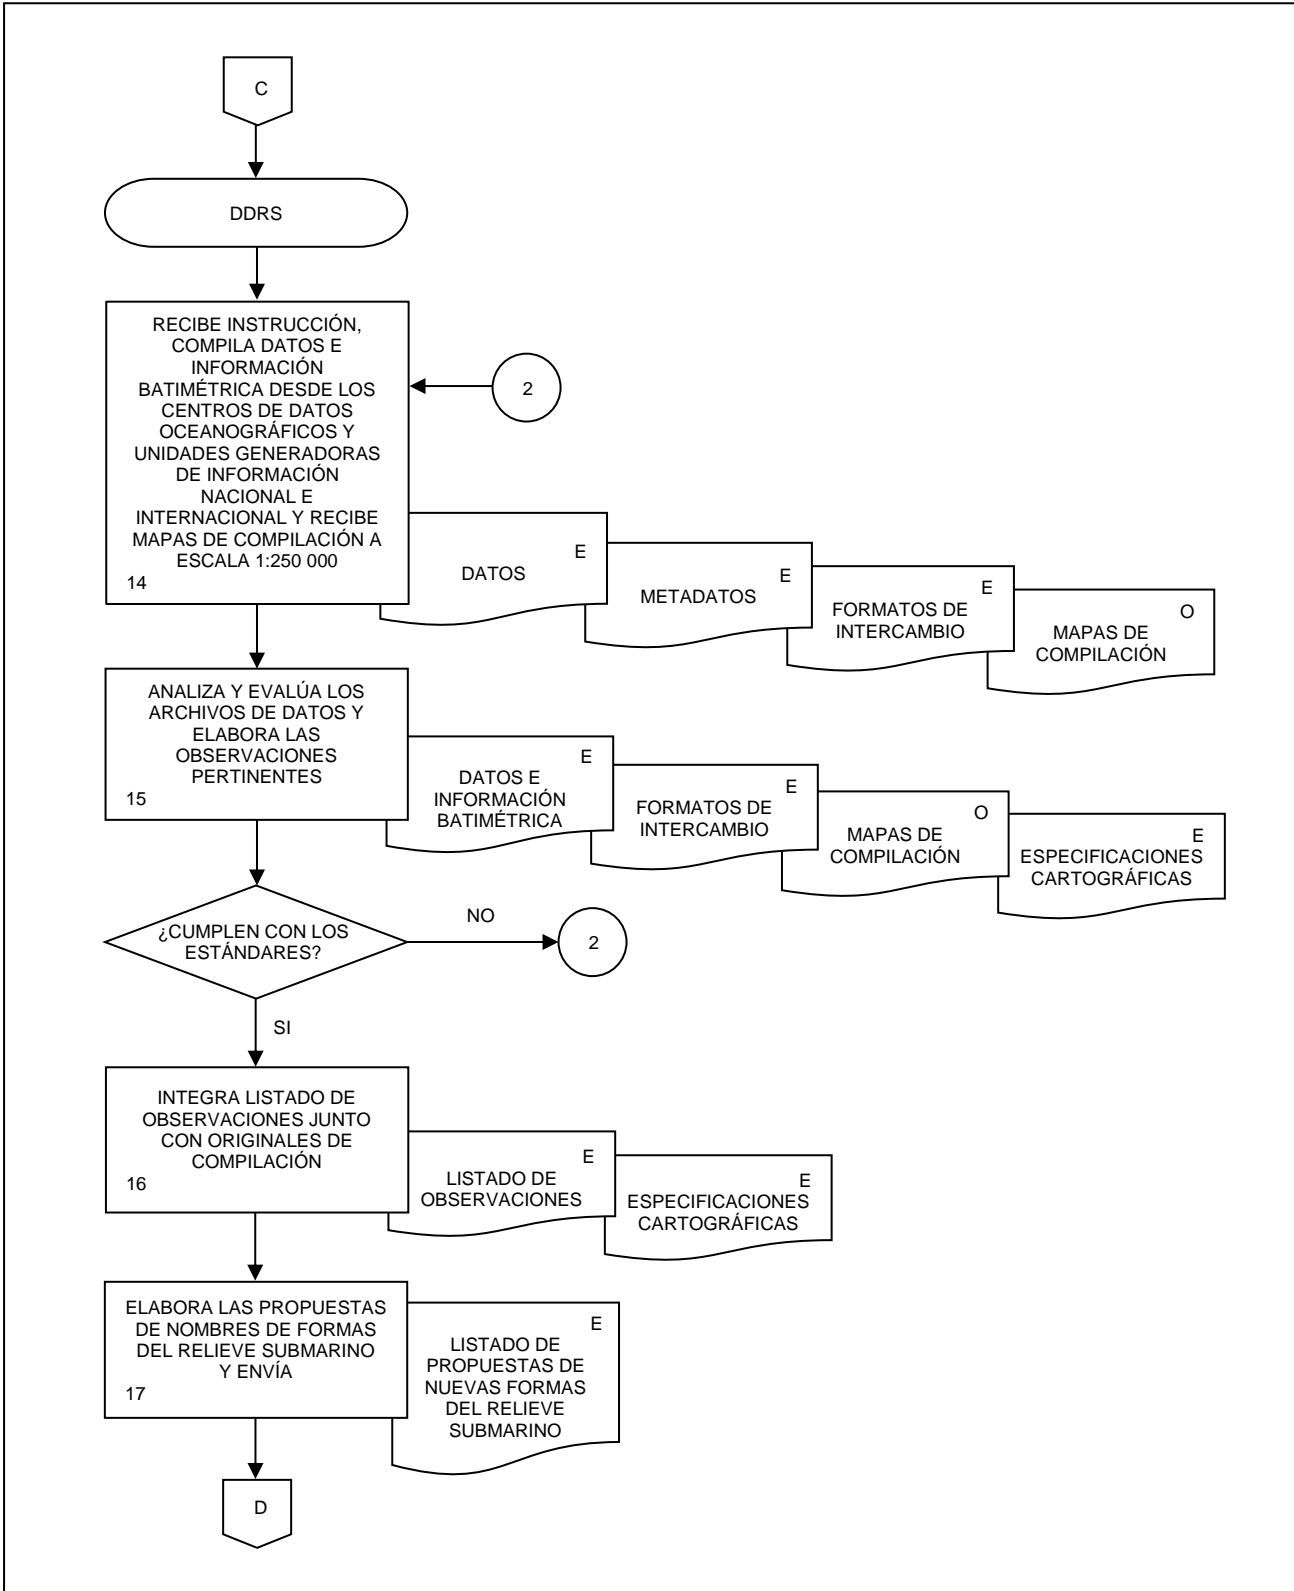 C
DDRS
RECIBE INSTRUCCIÓN,
COMPILA DATOS E
INFORMACIÓN
BATIMÉTRICA DESDE LOS
CENTROS DE DATOS
OCEANOGRÁFICOS Y
UNIDADES GENERADORAS
DE INFORMACIÓN
NACIONAL E
INTERNACIONAL Y RECIBE
MAPAS DE COMPILACIÓN A
ESCALA 1:250 000
14
2
E
DATOS
E
METADATOS
E
FORMATOS DE
INTERCAMBIO
O
MAPAS DE
COMPILACIÓN
ANALIZA Y EVALÚA LOS
ARCHIVOS DE DATOS Y
ELABORA LAS
OBSERVACIONES
PERTINENTES
15
E
DATOS E
INFORMACIÓN
BATIMÉTRICA
E
FORMATOS DE
INTERCAMBIO
O
MAPAS DE
COMPILACIÓN
E
ESPECIFICACIONES
CARTOGRÁFICAS
¿CUMPLEN CON LOS
ESTÁNDARES?
NO
2
SI
INTEGRA LISTADO DE
OBSERVACIONES JUNTO
CON ORIGINALES DE
COMPILACIÓN
16
E
LISTADO DE
OBSERVACIONES
E
ESPECIFICACIONES
CARTOGRÁFICAS
ELABORA LAS PROPUESTAS
DE NOMBRES DE FORMAS
DEL RELIEVE SUBMARINO
Y ENVÍA
17
E
LISTADO DE
PROPUESTAS DE
NUEVAS FORMAS
DEL RELIEVE
SUBMARINO
D